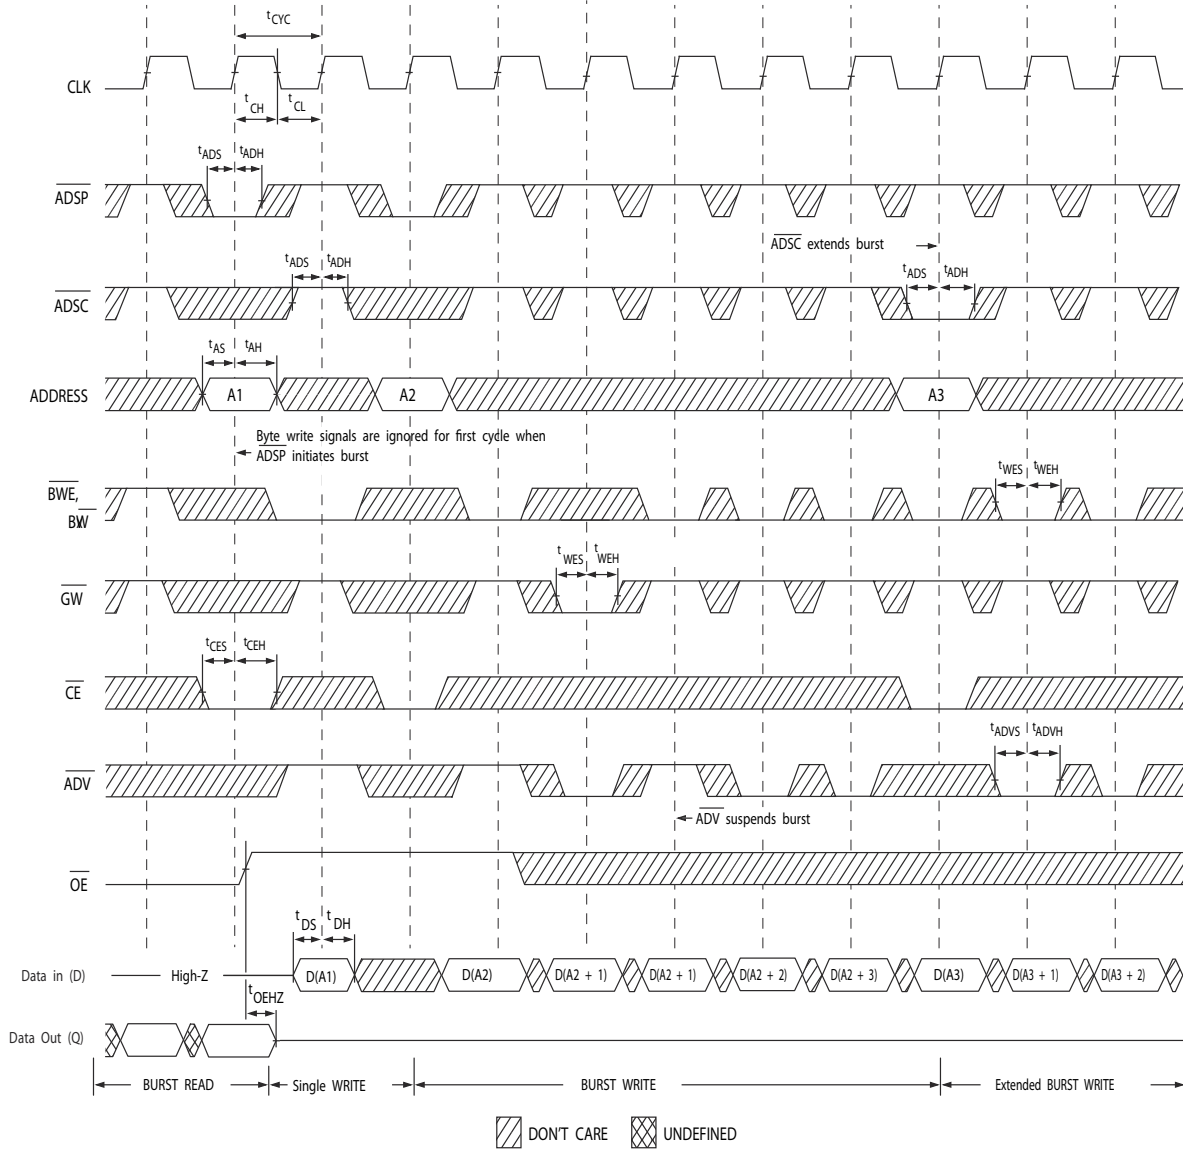 tCYC
CLK
tCH
tCL
tADS
tADH
ADSP
ADSC extends burst
tADS
tADH
tADS
tADH
ADSC
tAS
tAH
ADDRESS
A1
A2
A3
Byte write signals are ignored for first cycle when
ADSP initiates burst
tWES
tWEH
BWE,
BWX
tWES
tWEH
GW
tCES
tCEH
CE
tADVS
tADVH
ADV
ADV suspends burst
OE
tDS
tDH
Data in (D)
High-Z
D(A1)
D(A2)
D(A2 + 1)
D(A2 + 1)
D(A2 + 2)
D(A2 + 3)
D(A3)
D(A3 + 1)
D(A3 + 2)
tOEHZ
Data Out (Q)
BURST READ
Single WRITE
BURST WRITE
Extended BURST WRITE
DON'T CARE
UNDEFINED